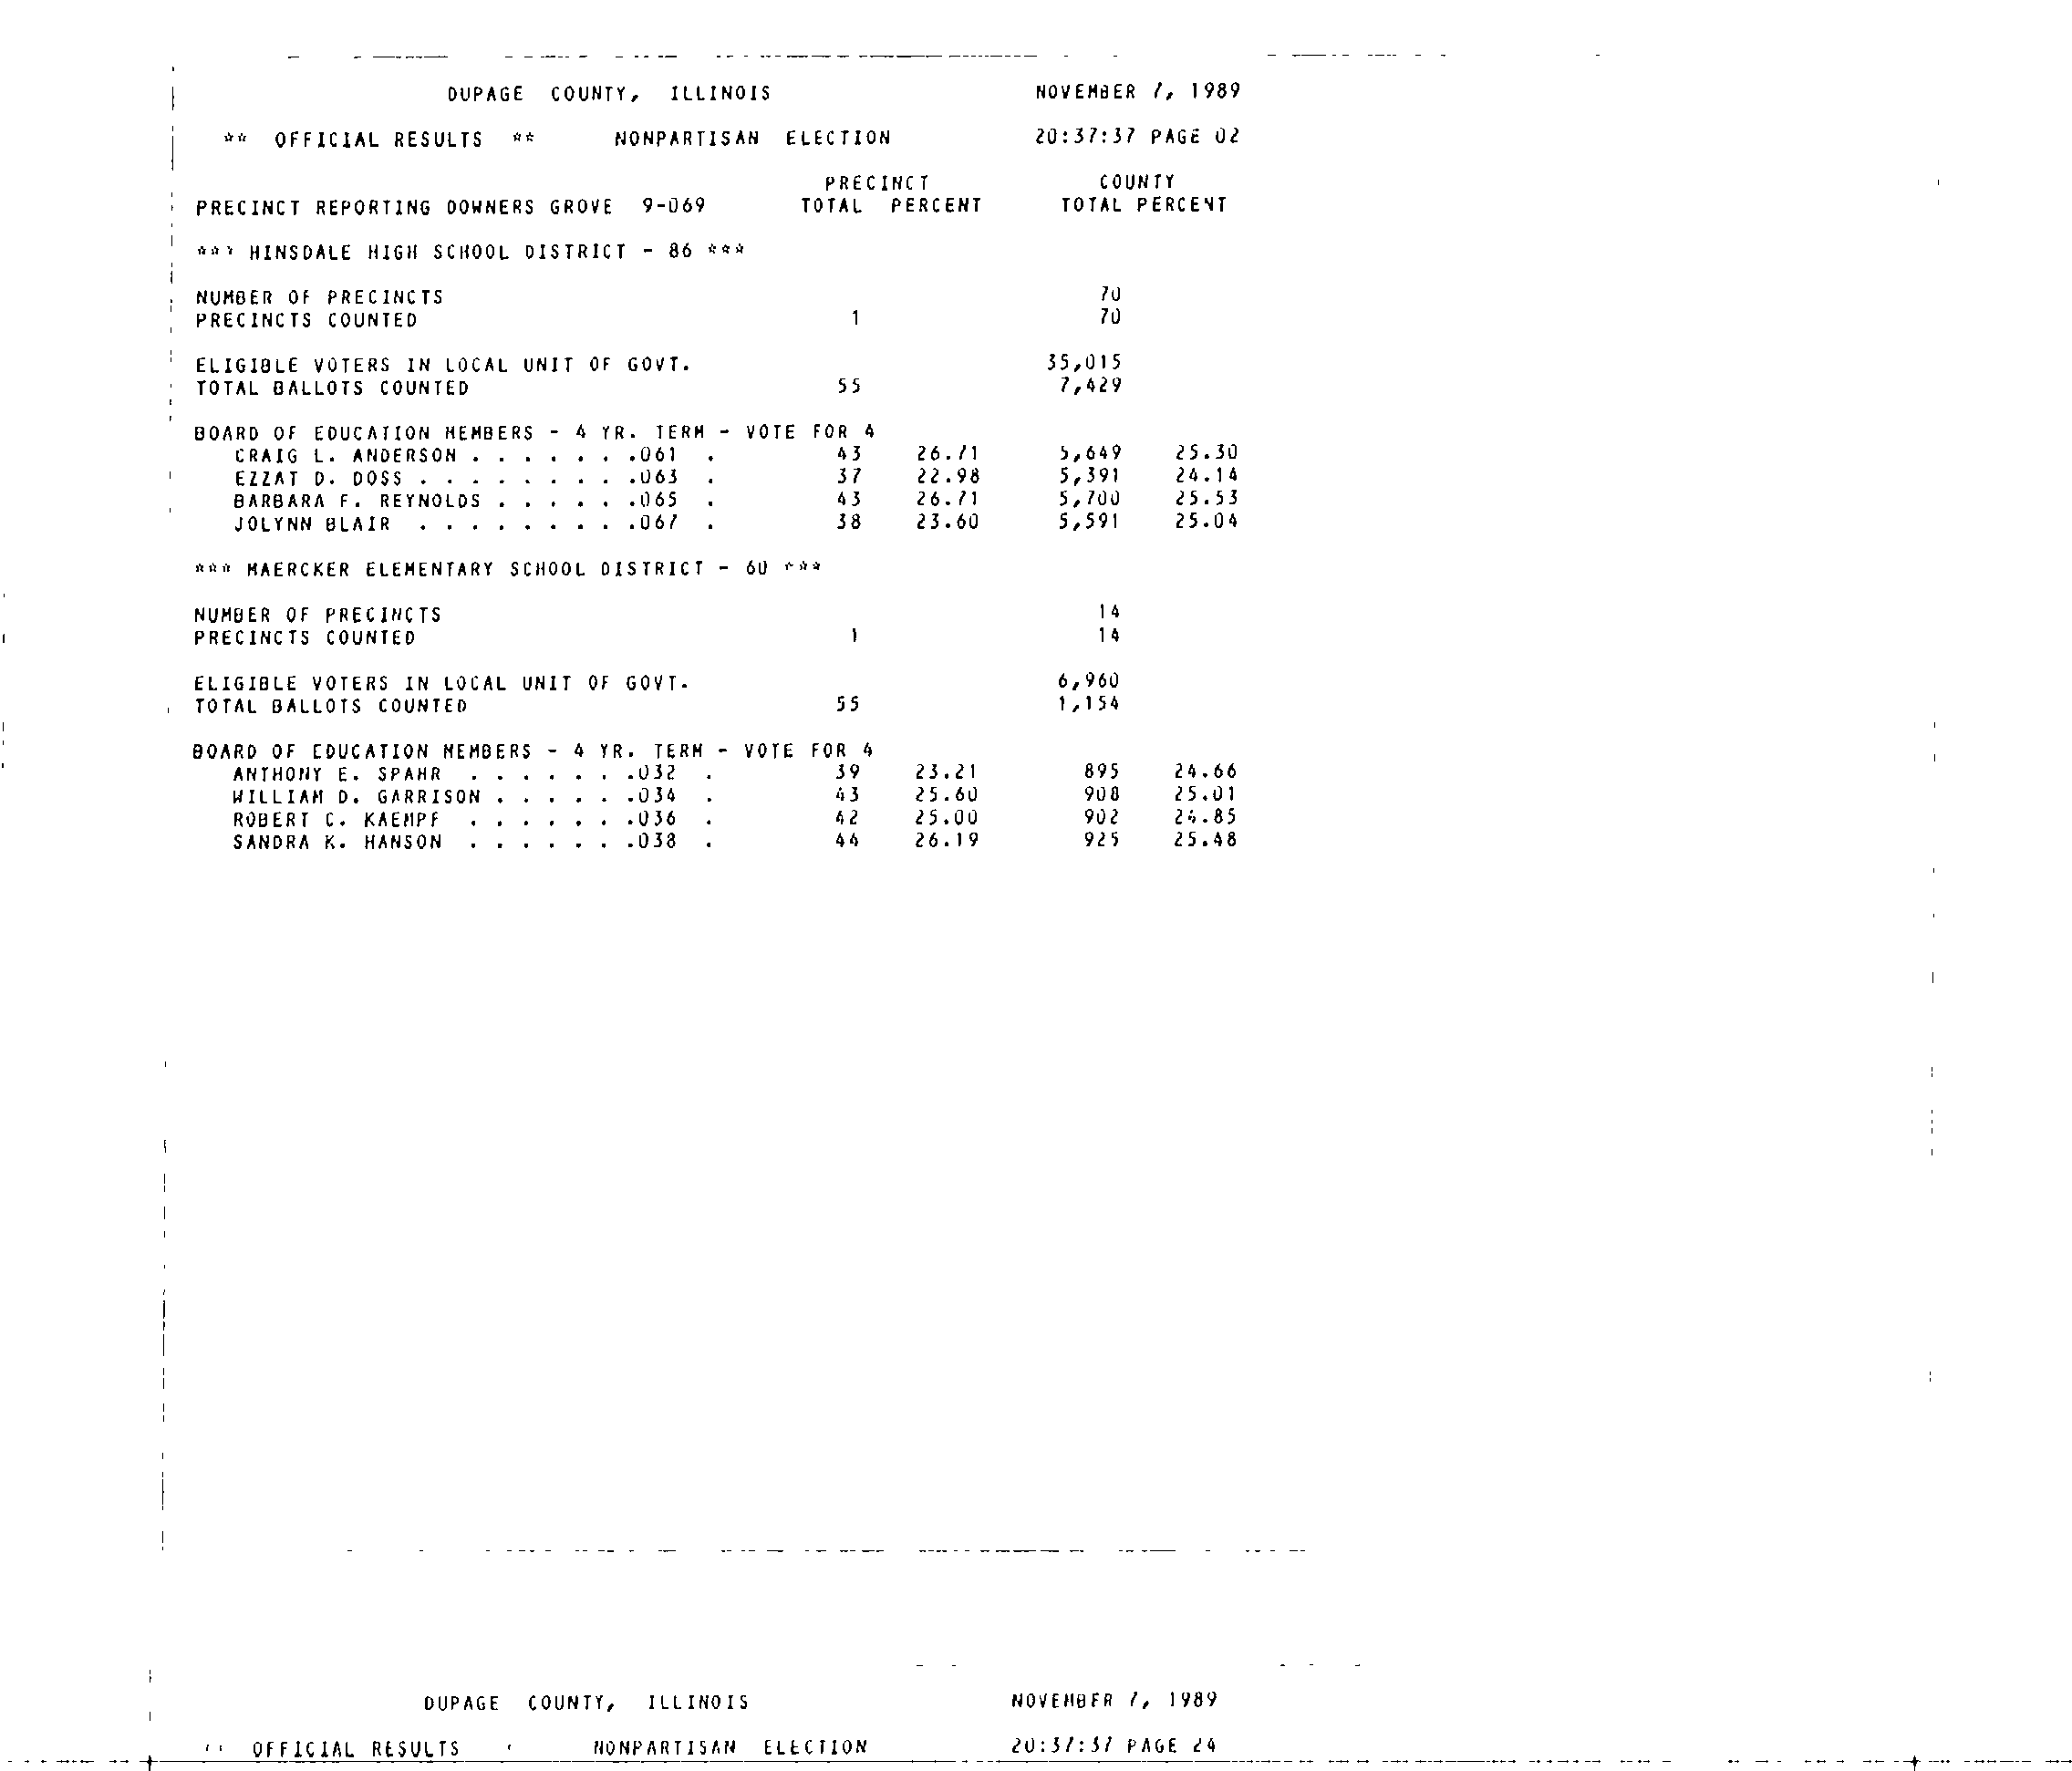 DUPAGE COUNTY, ILLINOIS NOVEMBER 7, 1989
** OFFICIAL RESULTS ** NONPARTISAN ELECTION 20:37:37 PAGE 02
PRECINCT COUNTY
PRECINCT REPORTING DOWNERS GROVE 9-069 TOTAL PERCENT TOTAL PERCENT
*** HINSDALE HIGH SCHOOL DISTRICT - 86 ***
NUMBER OF PRECINCTS 70
PRECINCTS COUNTED 1 70
ELIGIBLE VOTERS IN LOCAL UNIT OF GOVT. 35,015
TOTAL BALLOTS COUNTED 55 7,429
BOARD OF EDUCATION MEMBERS - 4 YR. TERM - VOTE FOR 4
CRAIG L. ANDERSON . . . . . . .061 . 43 26.71 5,649 25.30
EZZAT D. DOSS . . . . . . . . .063 . 37 22.98 5,391 24.14
BARBARA F. REYNOLDS . . . . . .065 . 43 26.71 5,700 25.53
JOLYNN BLAIR . . . . . . . . .067 . 38 23.60 5,591 25.04
*** MAERCKER ELEMENTARY SCHOOL DISTRICT - 60 ***
NUMBER OF PRECINCTS 14
PRECINCTS COUNTED 1 14
ELIGIBLE VOTERS IN LOCAL UNIT OF GOVT. 6,960
TOTAL BALLOTS COUNTED 55 1,154
BOARD OF EDUCATION MEMBERS - 4 YR. TERM - VOTE FOR 4
ANTHONY E. SPAHR . . . . . . .032 . 39 23.21 895 24.66
WILLIAM D. GARRISON . . . . . .034 . 43 25.60 908 25.01
ROBERT C. KAEMPF . . . . . . .036 . 42 25.00 902 24.85
SANDRA K. HANSON . . . . . . .038 . 44 26.19 925 25.48
DUPAGE COUNTY, ILLINOIS NOVEMBER 7, 1989
OFFICIAL RESULTS NONPARTISAN ELECTION 20:37:37 PAGE 24